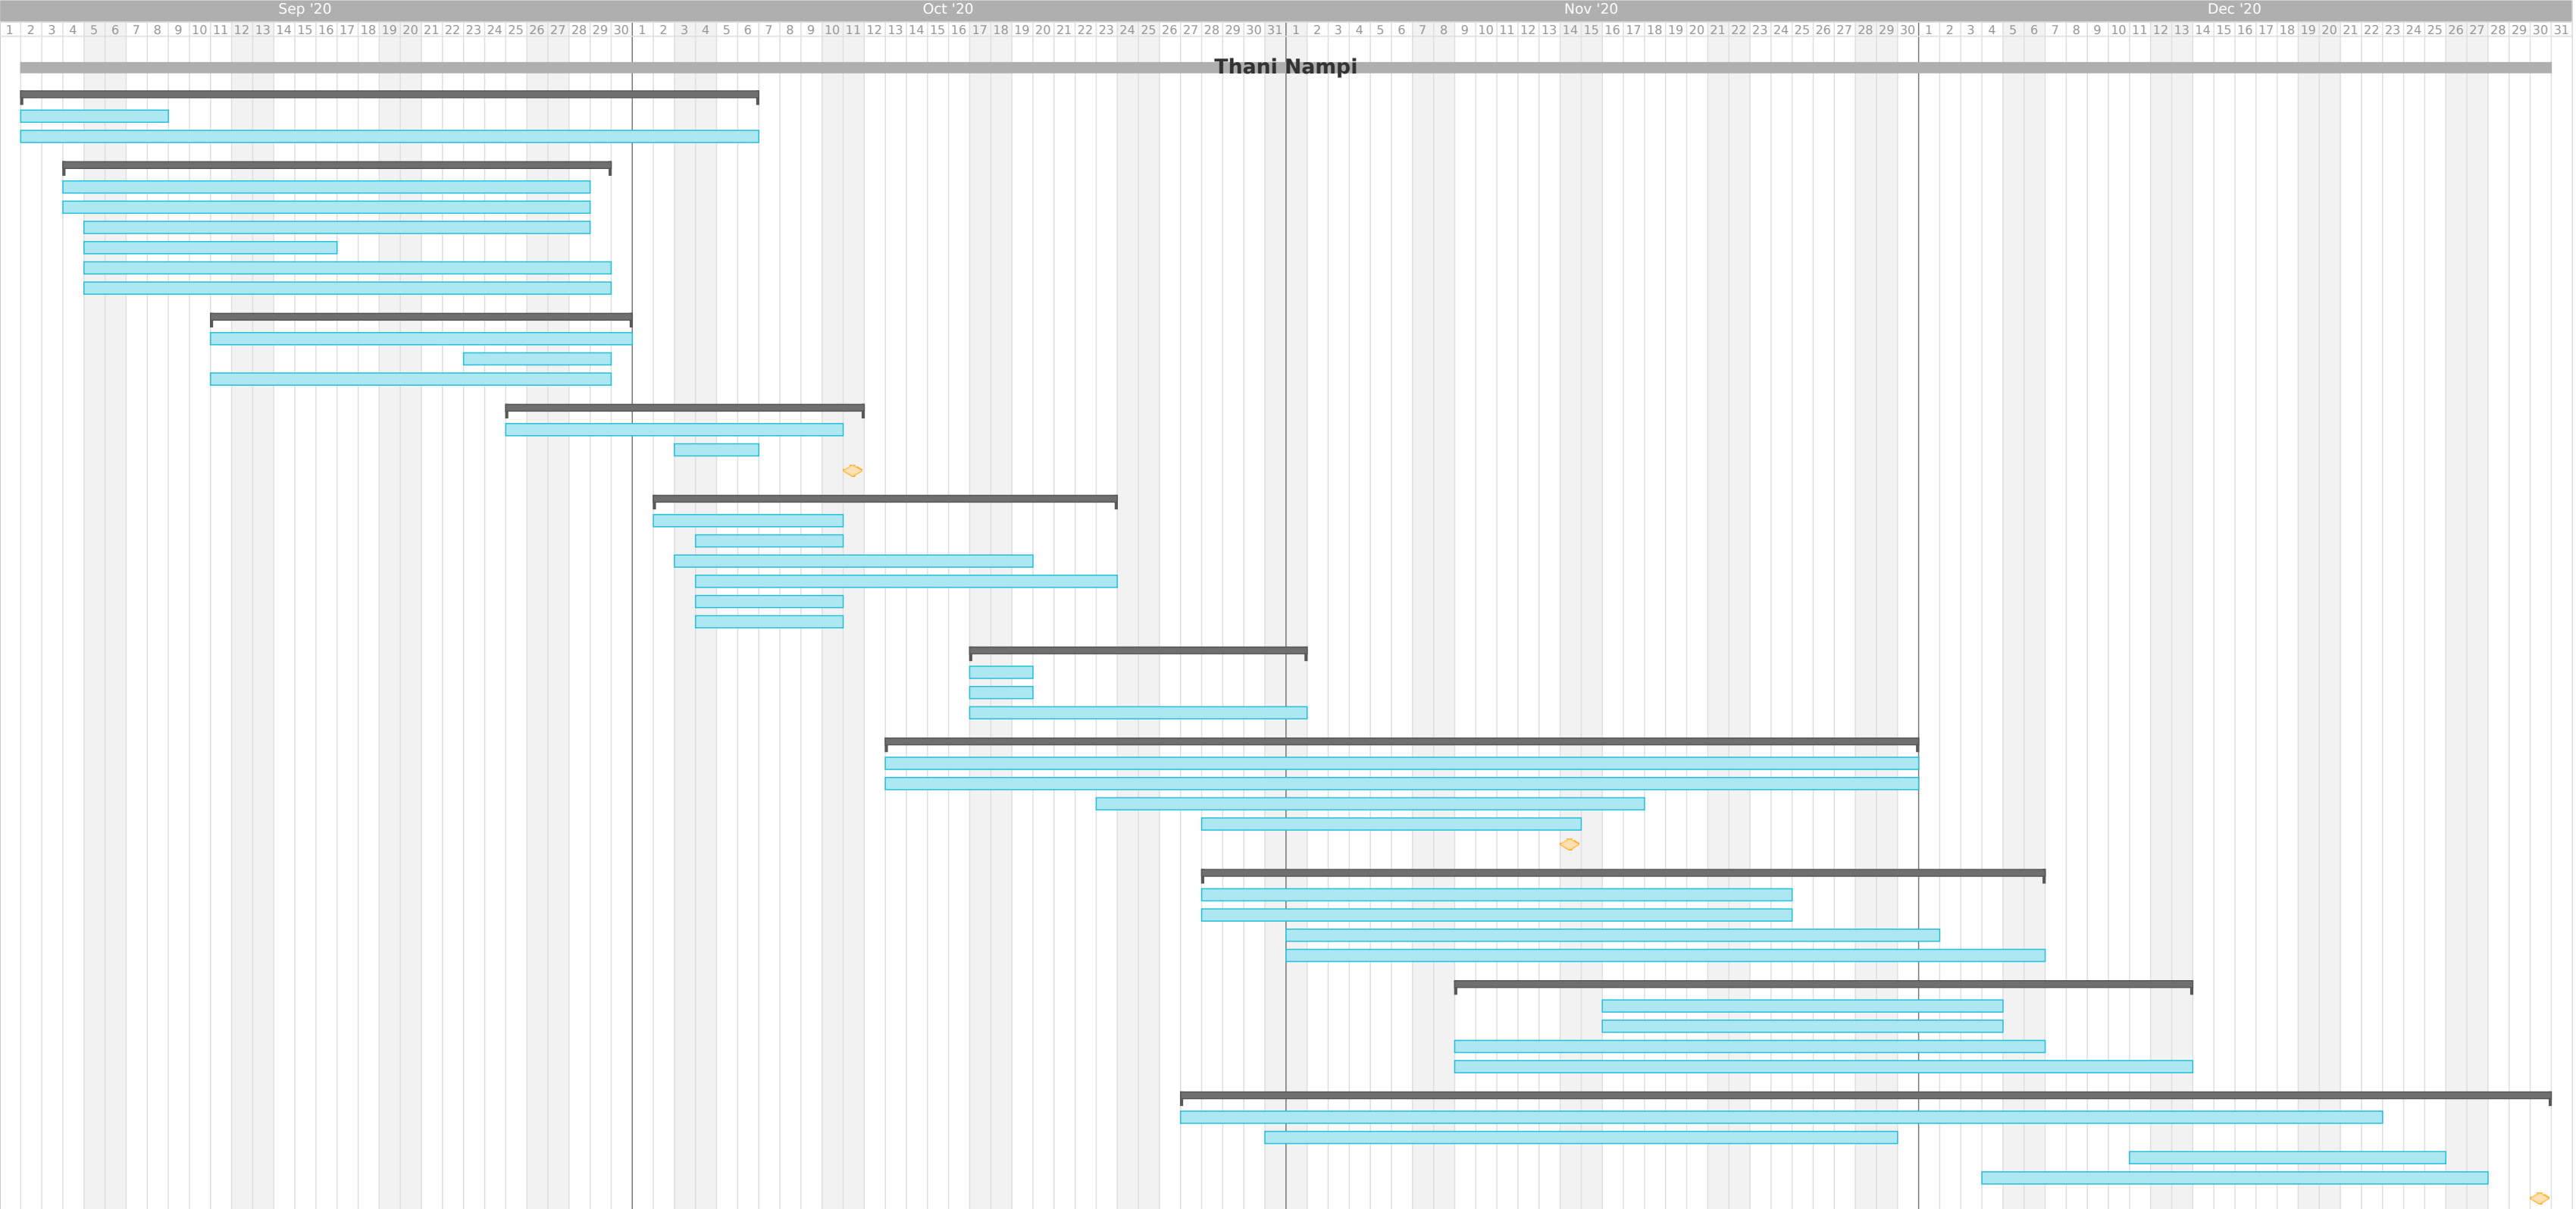 Sep '20 Oct '20 Nov '20 Dec '20
1 2 3 4 5 6 7 8 9 10 11 12 13 14 15 16 17 18 19 20 21 22 23 24 25 26 27 28 29 30 1 2 3 4 5 6 7 8 9 10 11 12 13 14 15 16 17 18 19 20 21 22 23 24 25 26 27 28 29 30 31 1 2 3 4 5 6 7 8 9 10 11 12 13 14 15 16 17 18 19 20 21 22 23 24 25 26 27 28 29 30 1 2 3 4 5 6 7 8 9 10 11 12 13 14 15 16 17 18 19 20 21 22 23 24 25 26 27 28 29 30 31
Thani Nampi